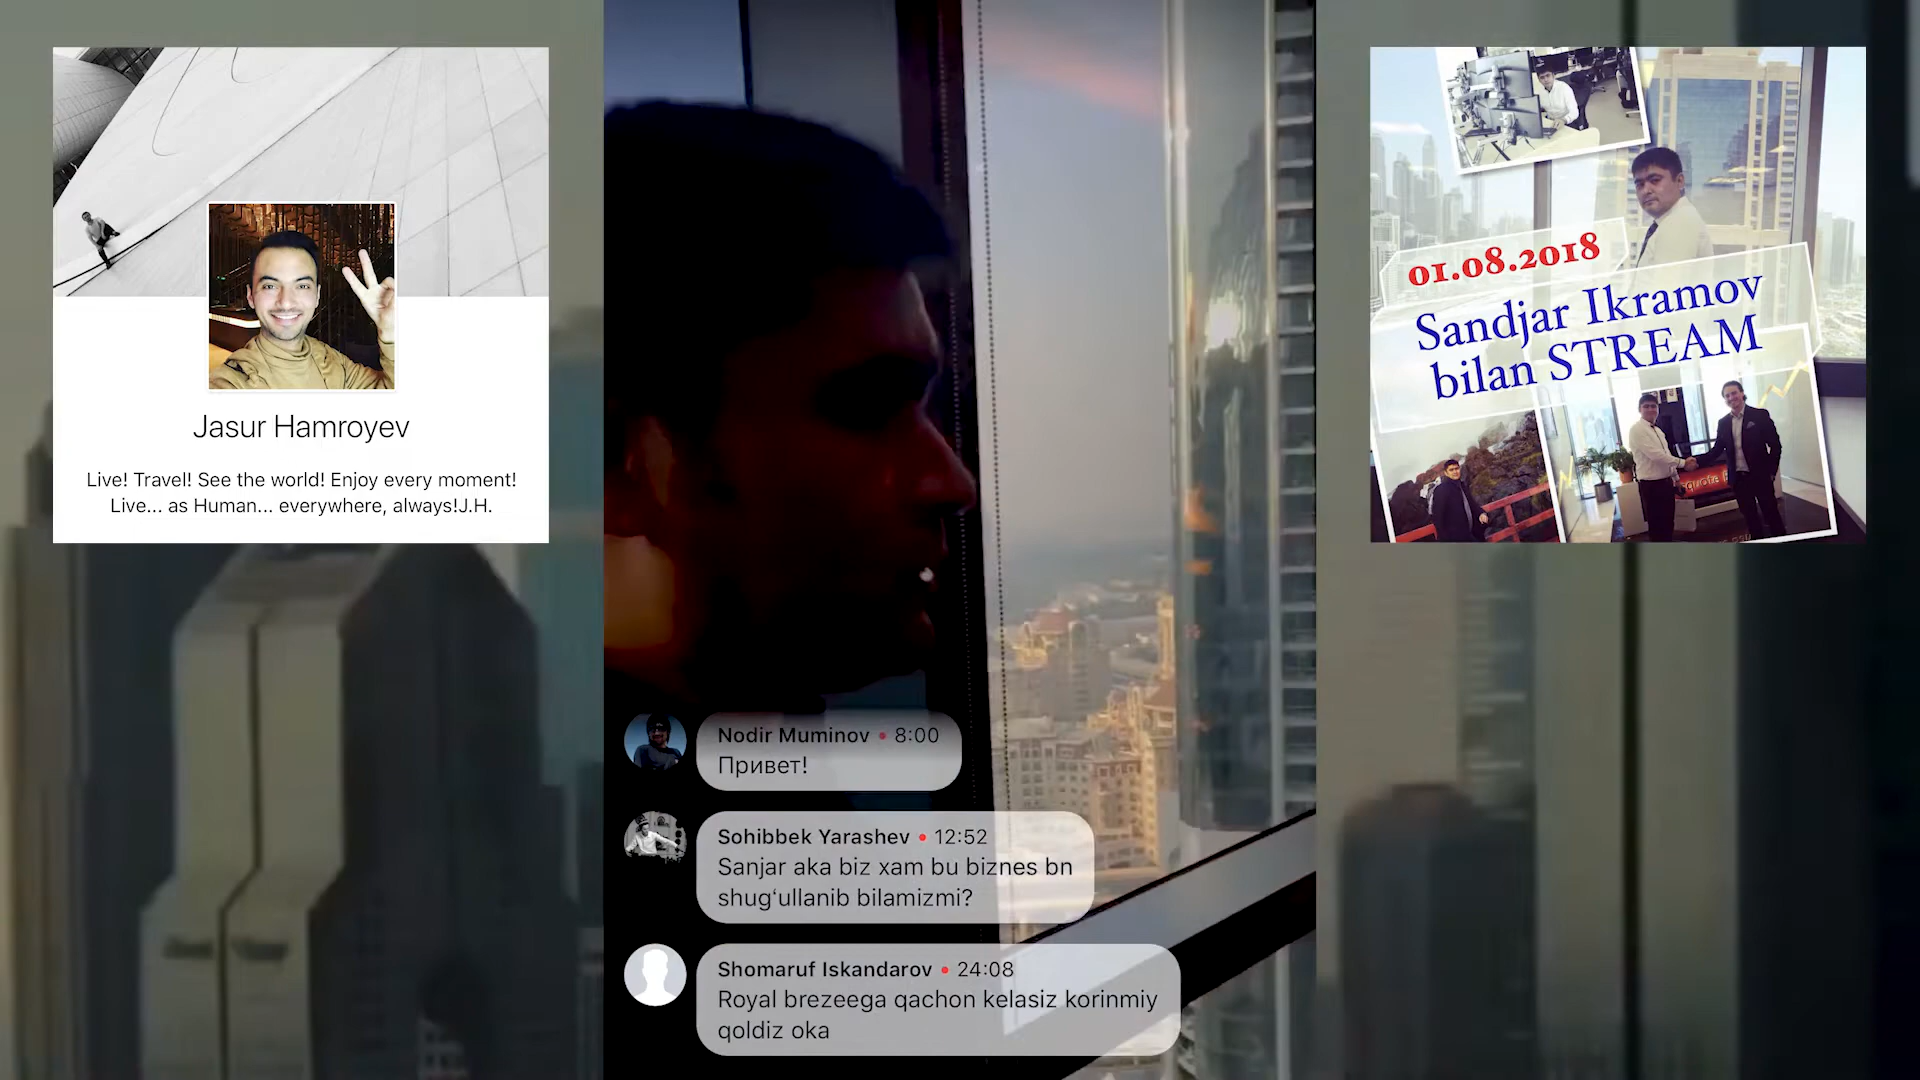 Jasur Hamroyev
Live! Travel! See the world! Enjoy every moment!
Live... as Human... everywhere, always!J.H.
Nodir Muminov • 8:00
Привет!
Sohibbek Yarashev • 12:52
Sanjar aka biz xam bu biznes bn
shug‘ullanib bilamizmi?
Shomaruf Iskandarov • 24:08
Royal brezeega qachon kelasiz korinmiy
qoldiz oka
01.08.2018
Sandjar Ikramov
bilan STREAM